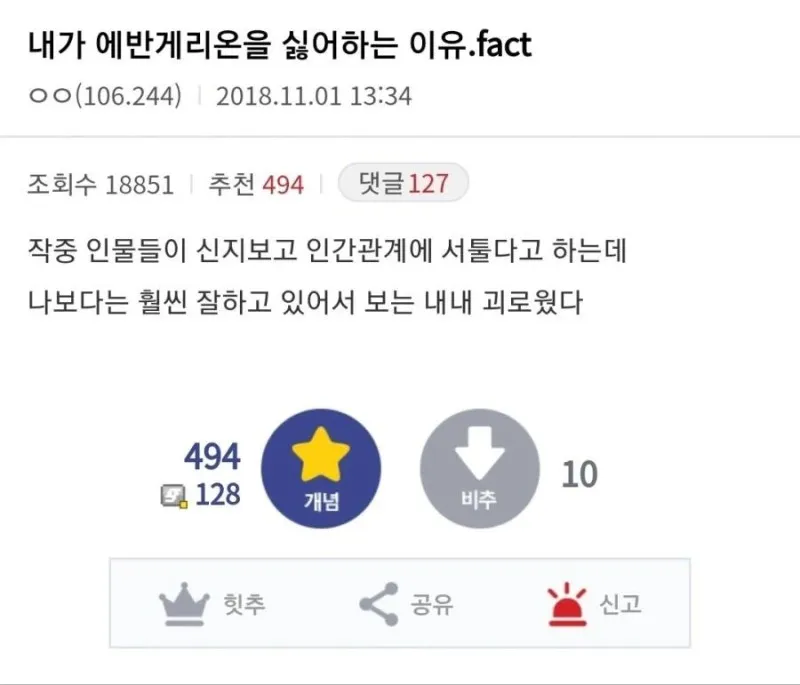 내가 에반게리온을 싫어하는 이유.fact
ㅇㅇ(106.244) | 2018.11.01 13:34
조회수 18851 | 추천 494 | 댓글 127
작중 인물들이 신지보고 인간관계에 서툴다고 하는데
나보다는 훨씬 잘하고 있어서 보는 내내 괴로웠다
494
128
개념
비추
10
힛추
공유
신고